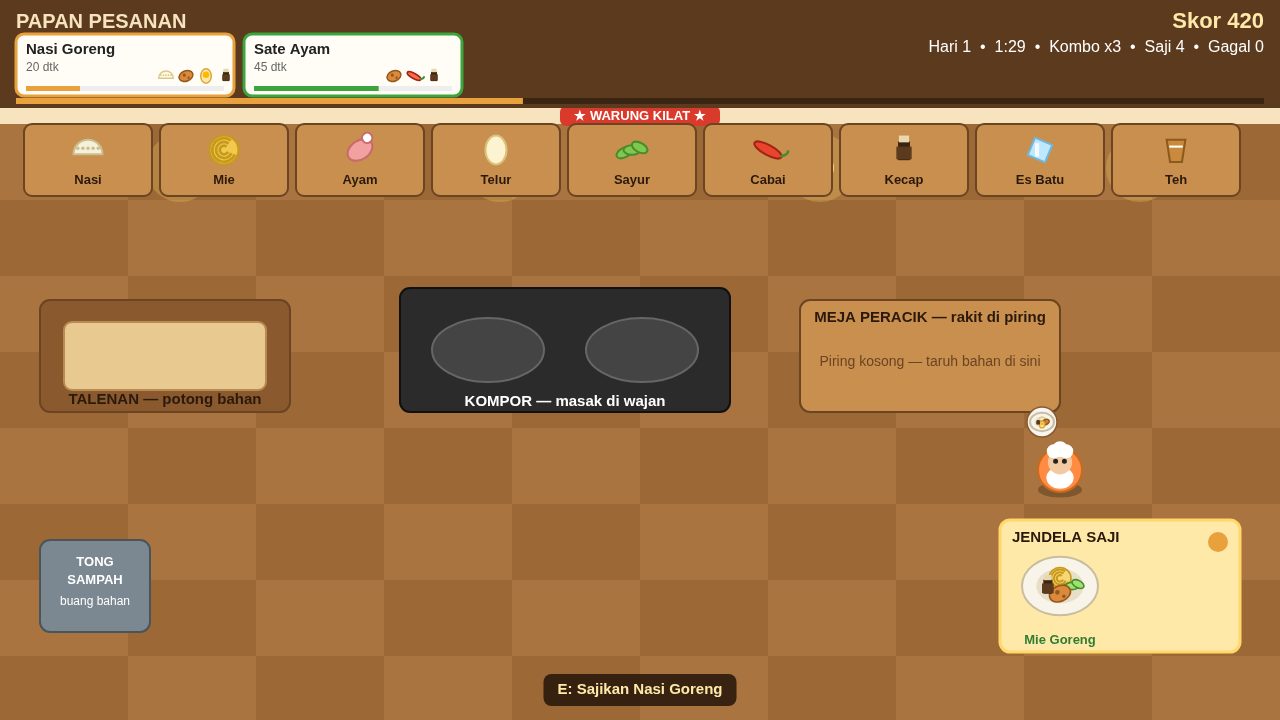 PAPAN PESANAN
Skor 420
Nasi Goreng
20 dtk
Sate Ayam
45 dtk
Hari 1 • 1:29 • Kombo x3 • Saji 4 • Gagal 0
★ WARUNG KILAT ★
Nasi
Mie
Ayam
Telur
Sayur
Cabai
Kecap
Es Batu
Teh
TALENAN — potong bahan
KOMPOR — masak di wajan
MEJA PERACIK — rakit di piring
Piring kosong — taruh bahan di sini
TONG
SAMPAH
buang bahan
JENDELA SAJI
Mie Goreng
E: Sajikan Nasi Goreng